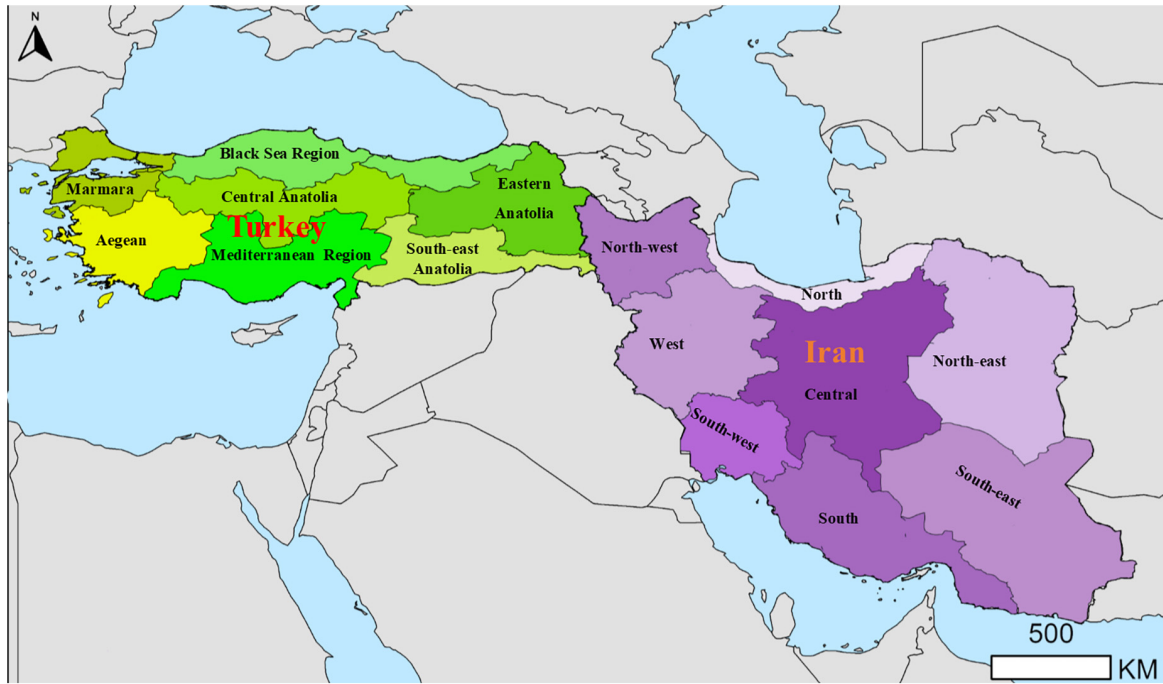 N
Black Sea Region
Marmara
Central Anatolia
Eastern
Anatolia
Aegean
Turkey
Mediterranean Region
South-east
Anatolia
North-west
North
West
Iran
Central
North-east
South-west
South-east
South
500
KM